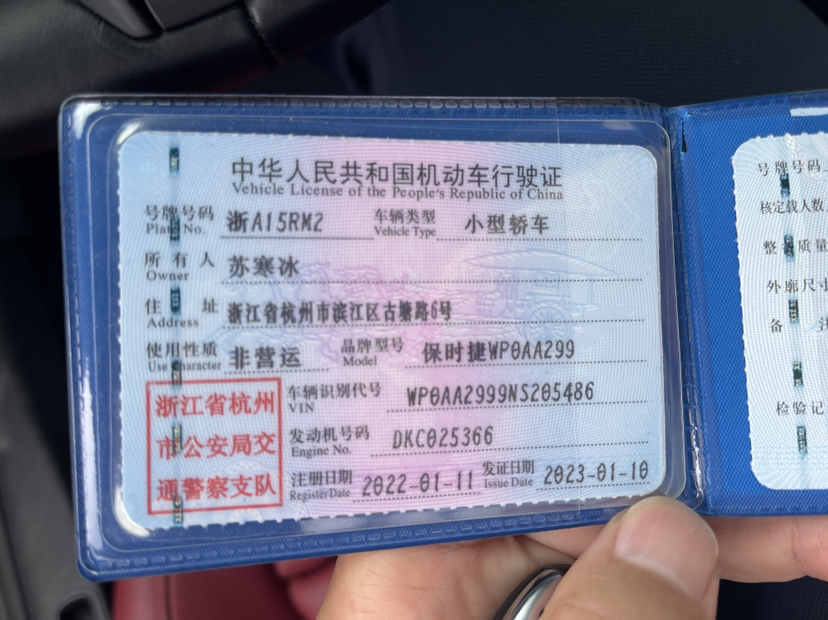 中华人民共和国机动车行驶证
Vehicle License of the People's Republic of China
号牌号码 浙A15RM2 车辆类型 小型轿车
Plate No. Vehicle Type
所有人 苏寒冰
Owner
住址 浙江省杭州市滨江区古塘路6号
Address
使用性质 非营运 品牌型号 保时捷WP0AA299
Use Character Model
浙江省杭州
市公安局交
通警察支队
车辆识别代号 WP0AA2999NS205486
VIN
发动机号码 DKC025366
Engine No.
注册日期 2022-01-11 发证日期 2023-01-10
Register Date Issue Date
号牌号码
核定载人数
整备质量
外廓尺寸
备注
检验记